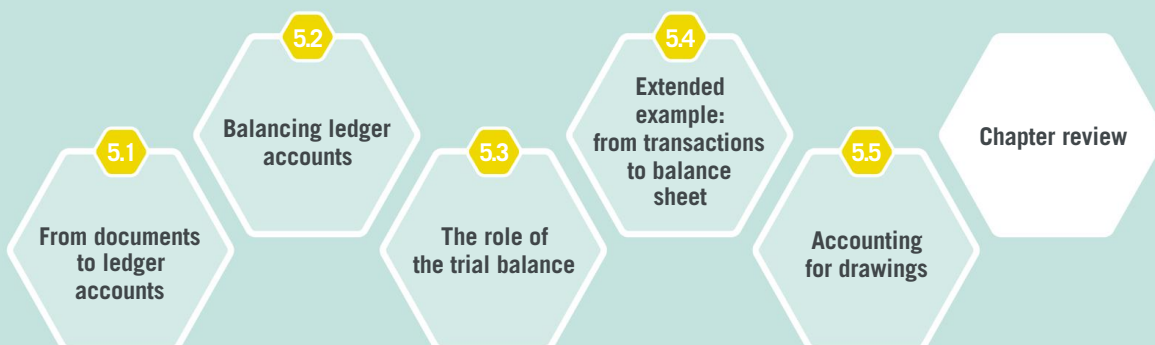 5.1
From documents
to ledger
accounts
5.2
Balancing ledger
accounts
5.3
The role of
the trial balance
5.4
Extended
example:
from transactions
to balance
sheet
5.5
Accounting
for drawings
Chapter review